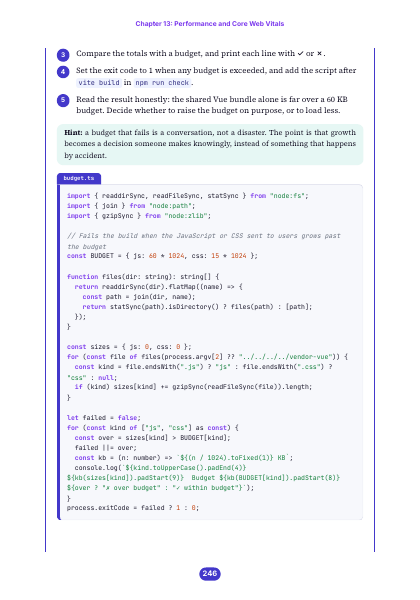 Chapter 13: Performance and Core Web Vitals
3 Compare the totals with a budget, and print each line with ✓ or ✗.
4 Set the exit code to 1 when any budget is exceeded, and add the script after
vite build in npm run check.
5 Read the result honestly: the shared Vue bundle alone is far over a 60 KB
budget. Decide whether to raise the budget on purpose, or to load less.
Hint: a budget that fails is a conversation, not a disaster. The point is that growth
becomes a decision someone makes knowingly, instead of something that happens
by accident.
budget.ts
import { readdirSync, readFileSync, statSync } from "node:fs";
import { join } from "node:path";
import { gzipSync } from "node:zlib";
// Fails the build when the JavaScript or CSS sent to users grows past
the budget
const BUDGET = { js: 60 * 1024, css: 15 * 1024 };
function files(dir: string): string[] {
  return readdirSync(dir).flatMap((name) => {
    const path = join(dir, name);
    return statSync(path).isDirectory() ? files(path) : [path];
  });
}
const sizes = { js: 0, css: 0 };
for (const file of files(process.argv[2] ?? "../../../../vendor-vue")) {
  const kind = file.endsWith(".js") ? "js" : file.endsWith(".css") ?
"css" : null;
  if (kind) sizes[kind] += gzipSync(readFileSync(file)).length;
}
let failed = false;
for (const kind of ["js", "css"] as const) {
  const over = sizes[kind] > BUDGET[kind];
  failed ||= over;
  const kb = (n: number) => `${(n / 1024).toFixed(1)} KB`;
  console.log(`${kind.toUpperCase().padEnd(4)}
${kb(sizes[kind]).padStart(9)}  Budget ${kb(BUDGET[kind]).padStart(8)}
${over ? "✗ over budget" : "✓ within budget"}`);
}
process.exitCode = failed ? 1 : 0;
246